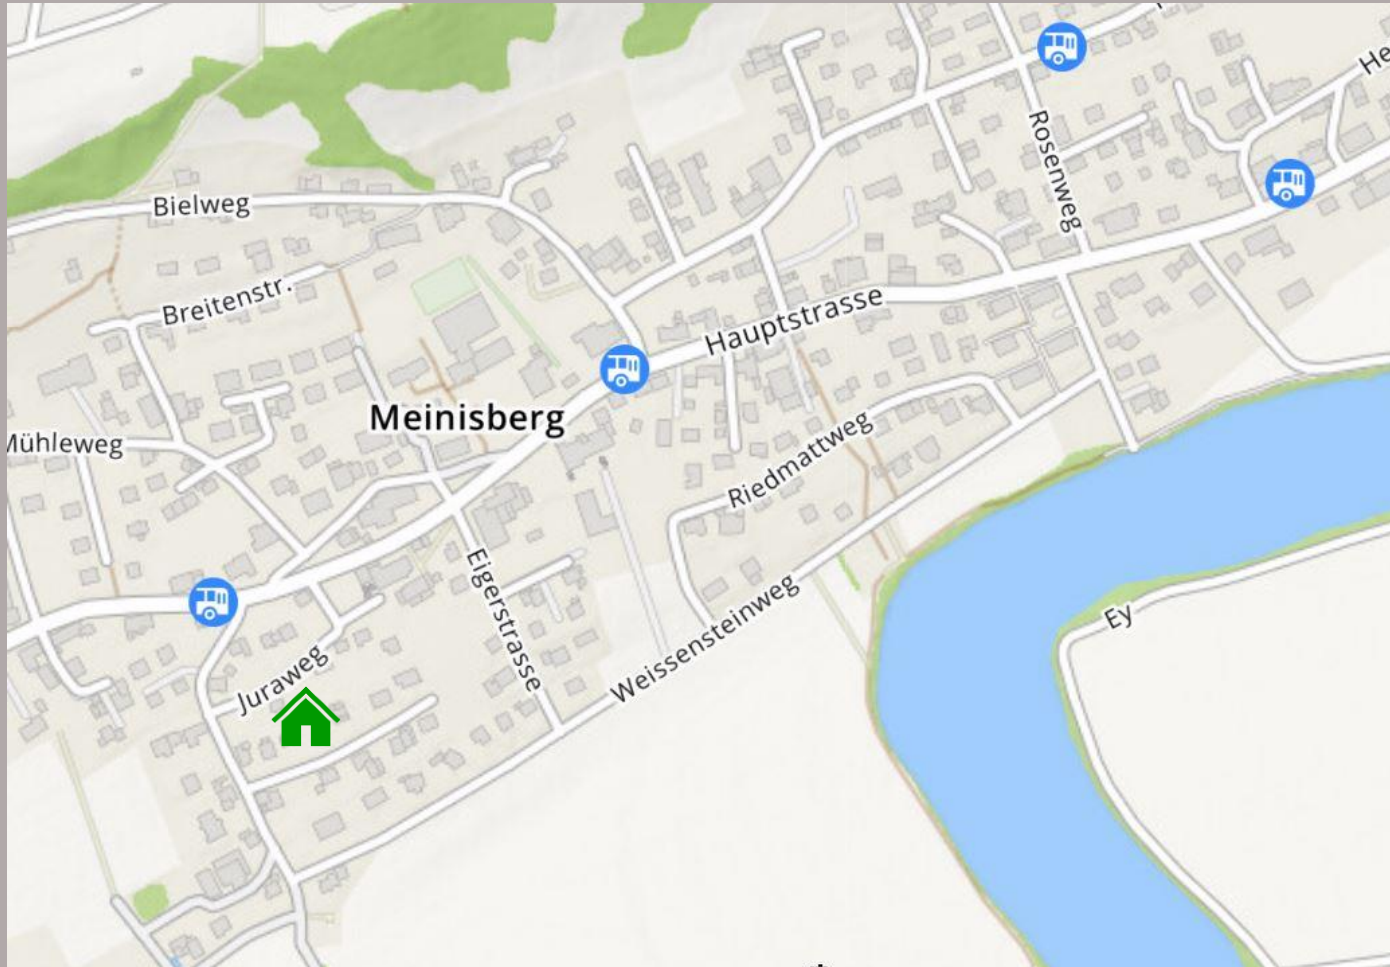 Rosenweg
Bielweg
Breitenstr.
Hauptstrasse
Meinisberg
Mühleweg
Riedmattweg
Eigerstrasse
Weissensteinweg
Ey
Juraweg